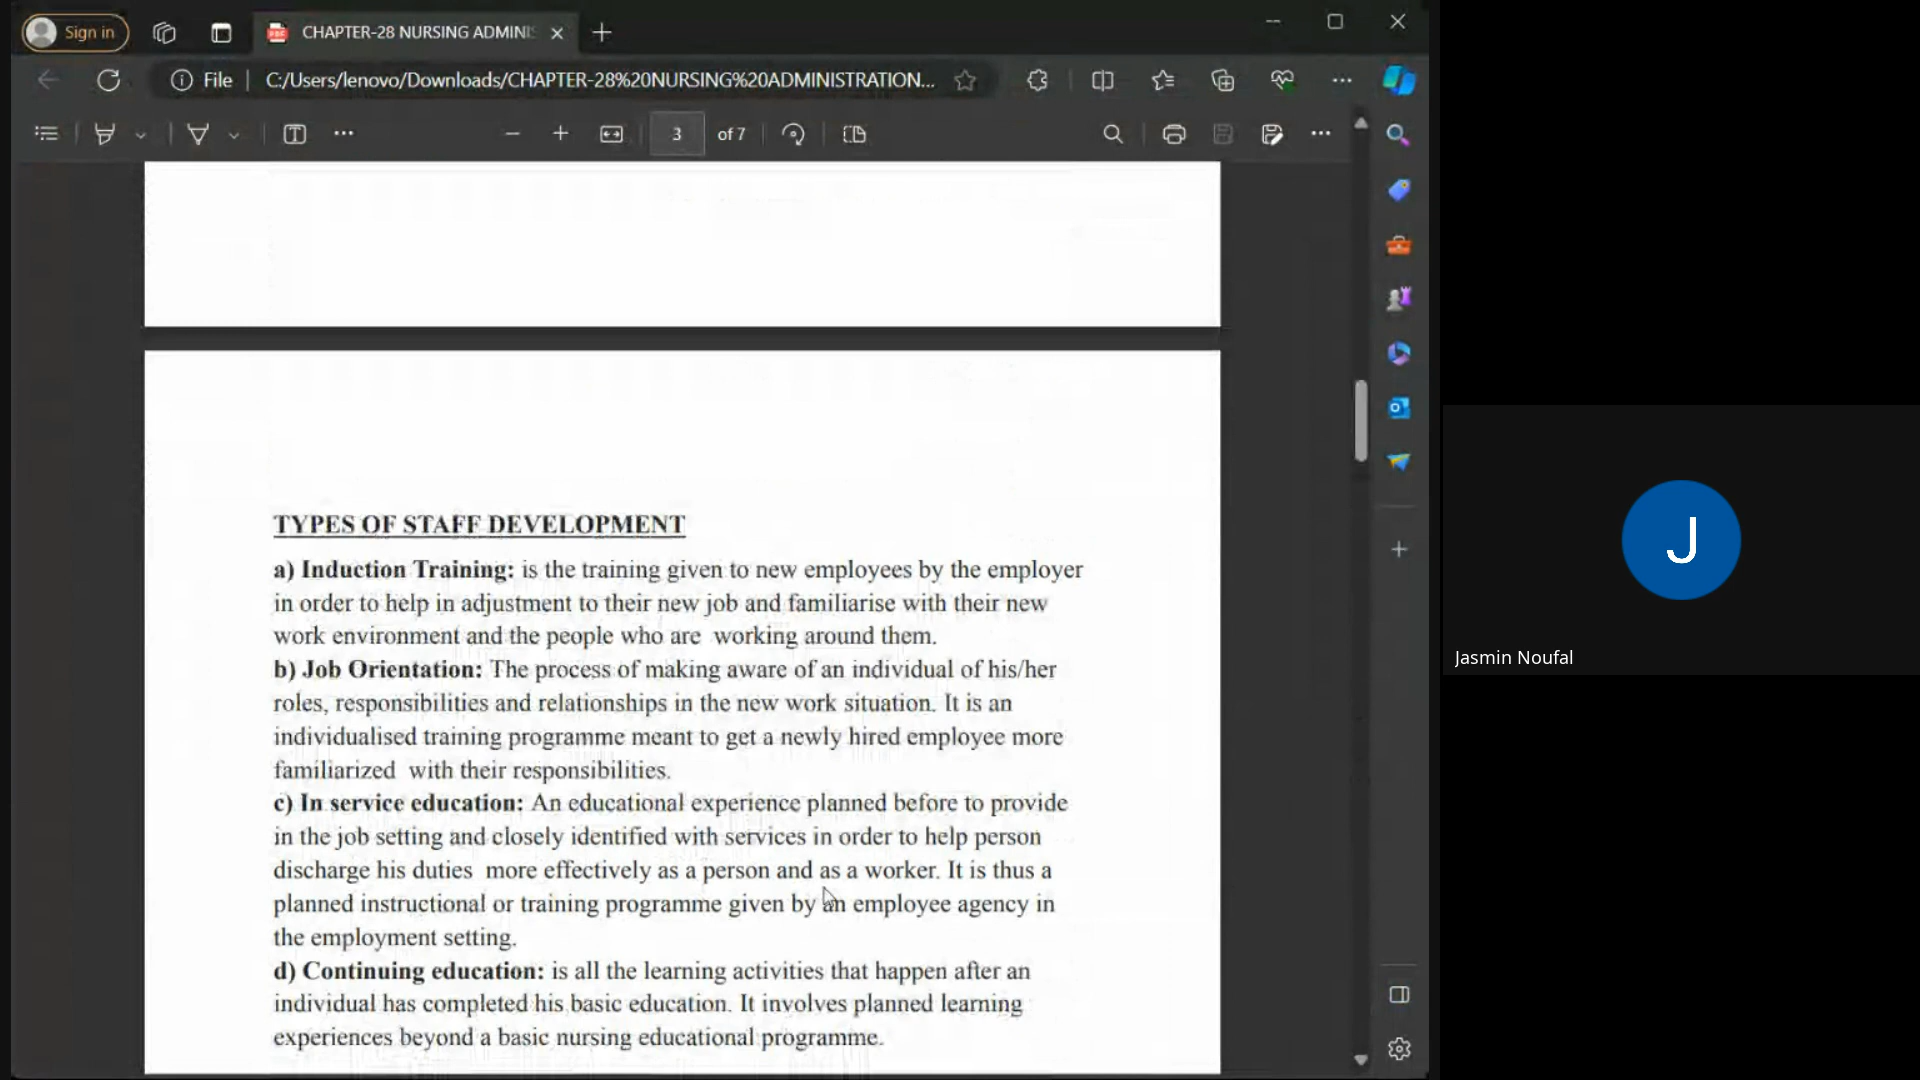 Sign in
CHAPTER-28 NURSING ADMINIS
File
C:/Users/lenovo/Downloads/CHAPTER-28%20NURSING%20ADMINISTRATION...
3 of 7
TYPES OF STAFF DEVELOPMENT
a) Induction Training: is the training given to new employees by the employer
in order to help in adjustment to their new job and familiarise with their new
work environment and the people who are working around them.
b) Job Orientation: The process of making aware of an individual of his/her
roles, responsibilities and relationships in the new work situation. It is an
individualised training programme meant to get a newly hired employee more
familiarized with their responsibilities.
c) In service education: An educational experience planned before to provide
in the job setting and closely identified with services in order to help person
discharge his duties more effectively as a person and as a worker. It is thus a
planned instructional or training programme given by an employee agency in
the employment setting.
d) Continuing education: is all the learning activities that happen after an
individual has completed his basic education. It involves planned learning
experiences beyond a basic nursing educational programme.
J
Jasmin Noufal